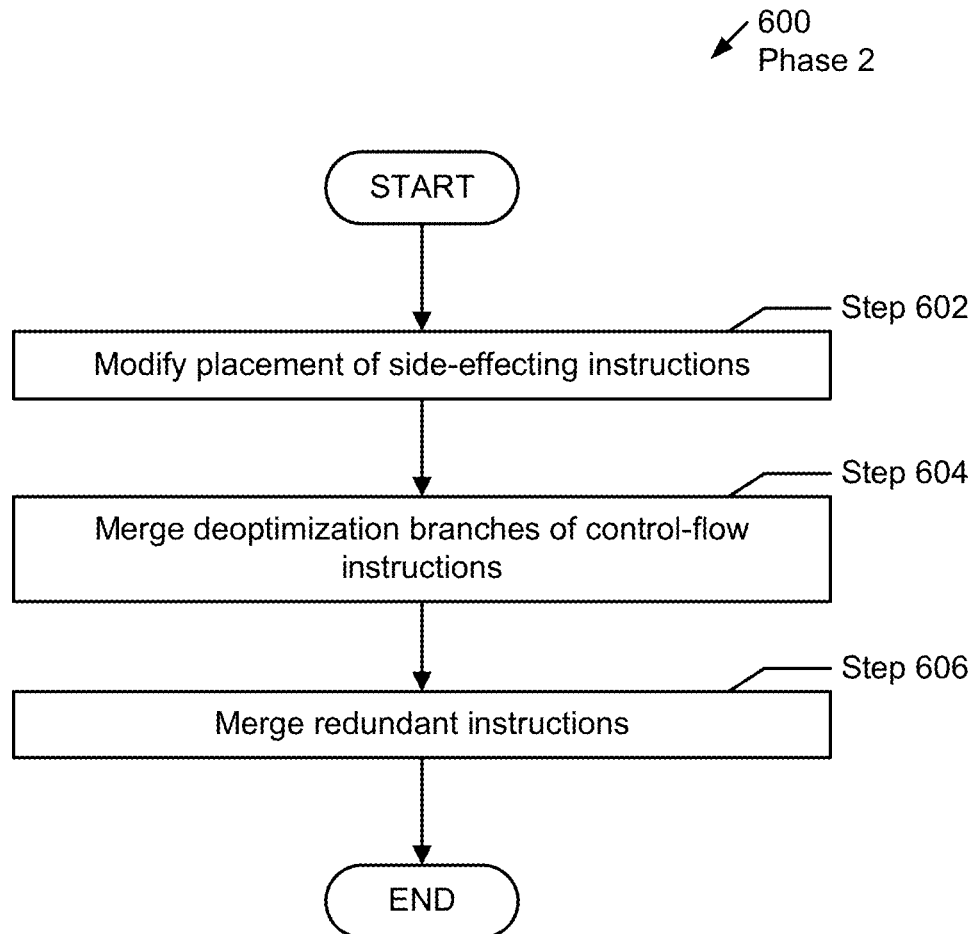 600
Phase 2
START
Step 602
Modify placement of side-effecting instructions
Step 604
Merge deoptimization branches of control-flow
instructions
Step 606
Merge redundant instructions
END